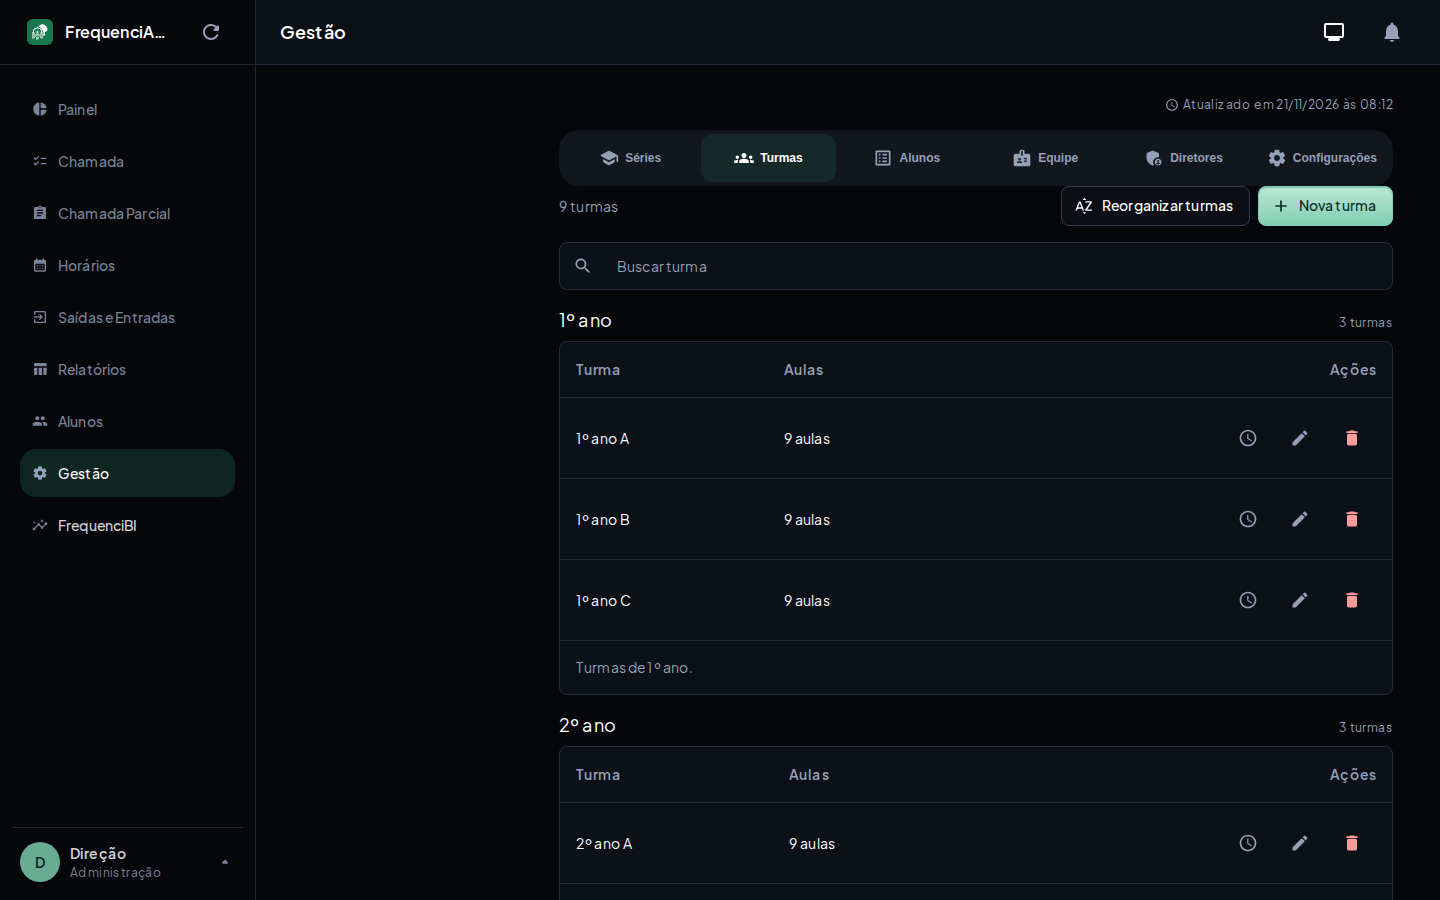 FrequenciA...
Gestão
Painel
Chamada
Chamada Parcial
Horários
Saídas e Entradas
Relatórios
Alunos
Gestão
FrequenciBI
D
Direção
Administração
Atualizado em 21/11/2026 às 08:12
Séries
Turmas
Alunos
Equipe
Diretores
Configurações
9 turmas
Reorganizar turmas
Nova turma
Buscar turma
1º ano
3 turmas
Turma Aulas Ações
1º ano A 9 aulas
1º ano B 9 aulas
1º ano C 9 aulas
Turmas de 1º ano.
2º ano
3 turmas
Turma Aulas Ações
2º ano A 9 aulas